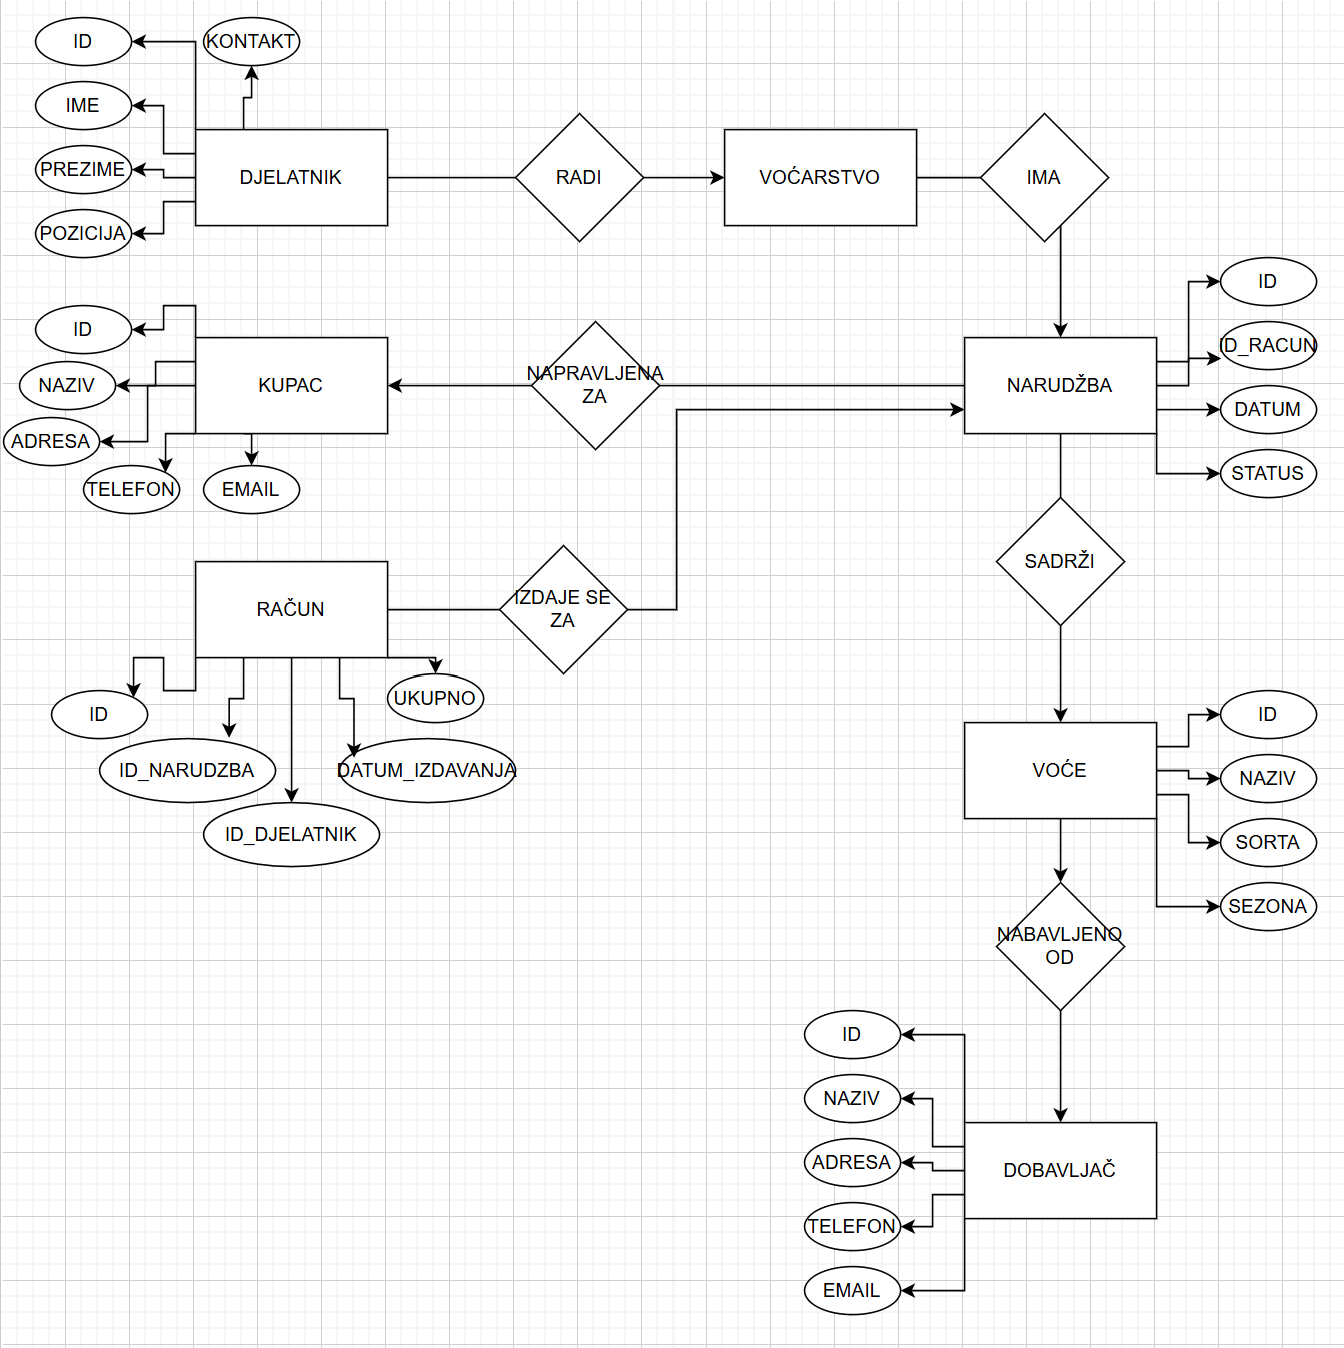 ID
KONTAKT
IME
PREZIME
POZICIJA
DJELATNIK
RADI
VOĆARSTVO
IMA
ID
NAZIV
ADRESA
TELEFON
EMAIL
KUPAC
NAPRAVLJENA
ZA
NARUDŽBA
ID
ID_RACUN
DATUM
STATUS
SADRŽI
RAČUN
IZDAJE SE
ZA
ID
ID_NARUDZBA
ID_DJELATNIK
DATUM_IZDAVANJA
UKUPNO
VOĆE
ID
NAZIV
SORTA
SEZONA
NABAVLJENO
OD
ID
NAZIV
ADRESA
TELEFON
EMAIL
DOBAVLJAČ